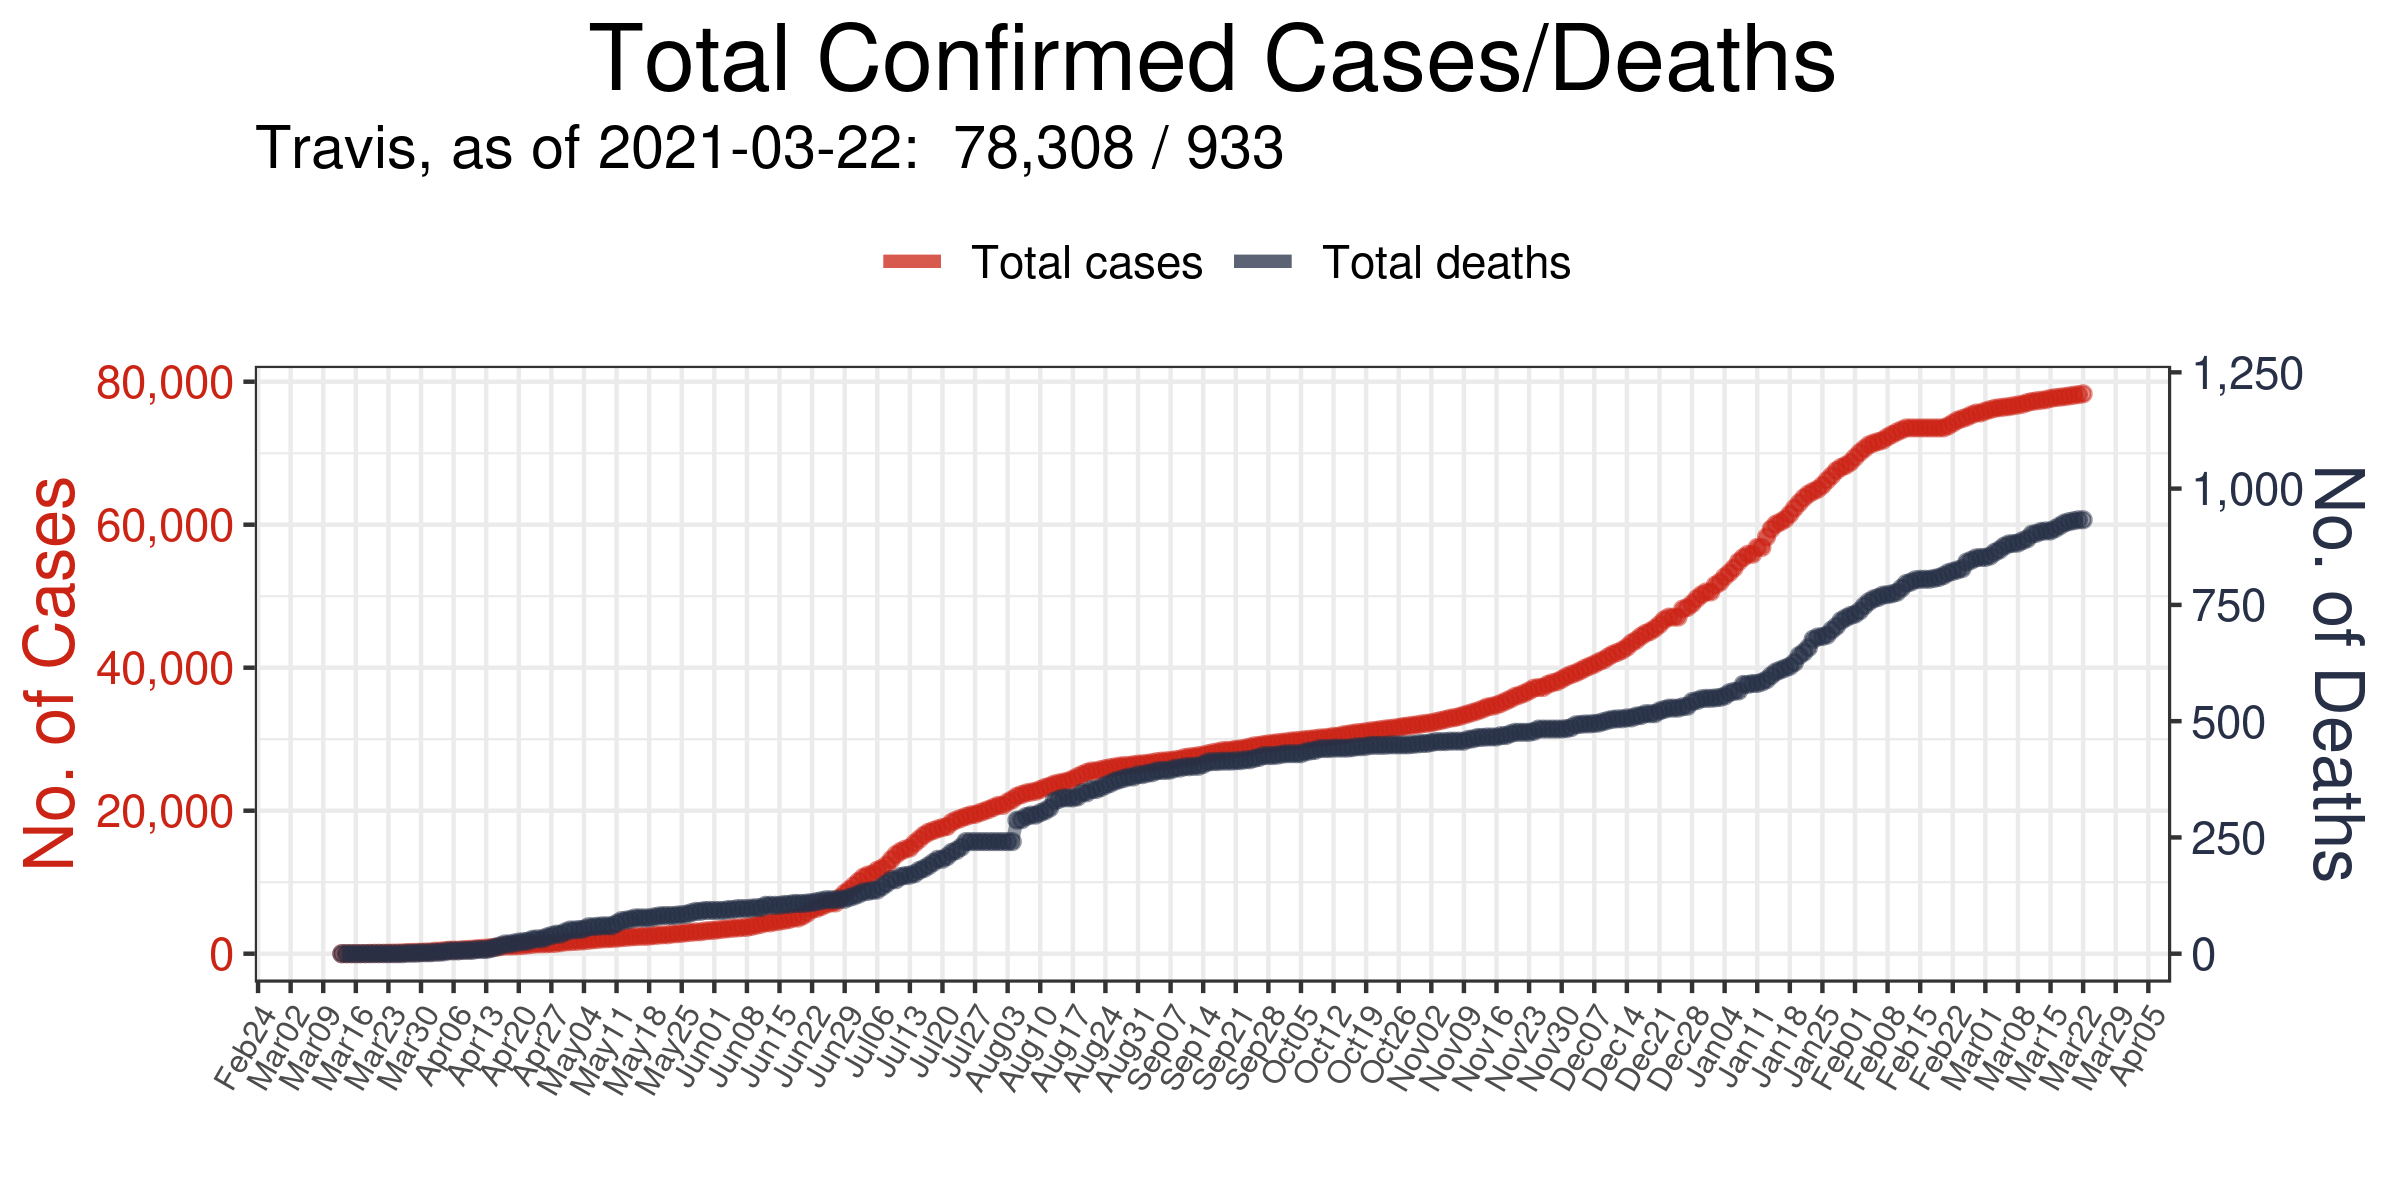 Total Confirmed Cases/Deaths
Travis, as of 2021-03-22:  78,308 / 933
Total cases
Total deaths
No. of Cases
80,000
60,000
40,000
20,000
0
1,250
1,000
750
500
250
0
No. of Deaths
Feb24
Mar02
Mar09
Mar16
Mar23
Mar30
Apr06
Apr13
Apr20
Apr27
May04
May11
May18
May25
Jun01
Jun08
Jun15
Jun22
Jun29
Jul06
Jul13
Jul20
Jul27
Aug03
Aug10
Aug17
Aug24
Aug31
Sep07
Sep14
Sep21
Sep28
Oct05
Oct12
Oct19
Oct26
Nov02
Nov09
Nov16
Nov23
Nov30
Dec07
Dec14
Dec21
Dec28
Jan04
Jan11
Jan18
Jan25
Feb01
Feb08
Feb15
Feb22
Mar01
Mar08
Mar15
Mar22
Mar29
Apr05